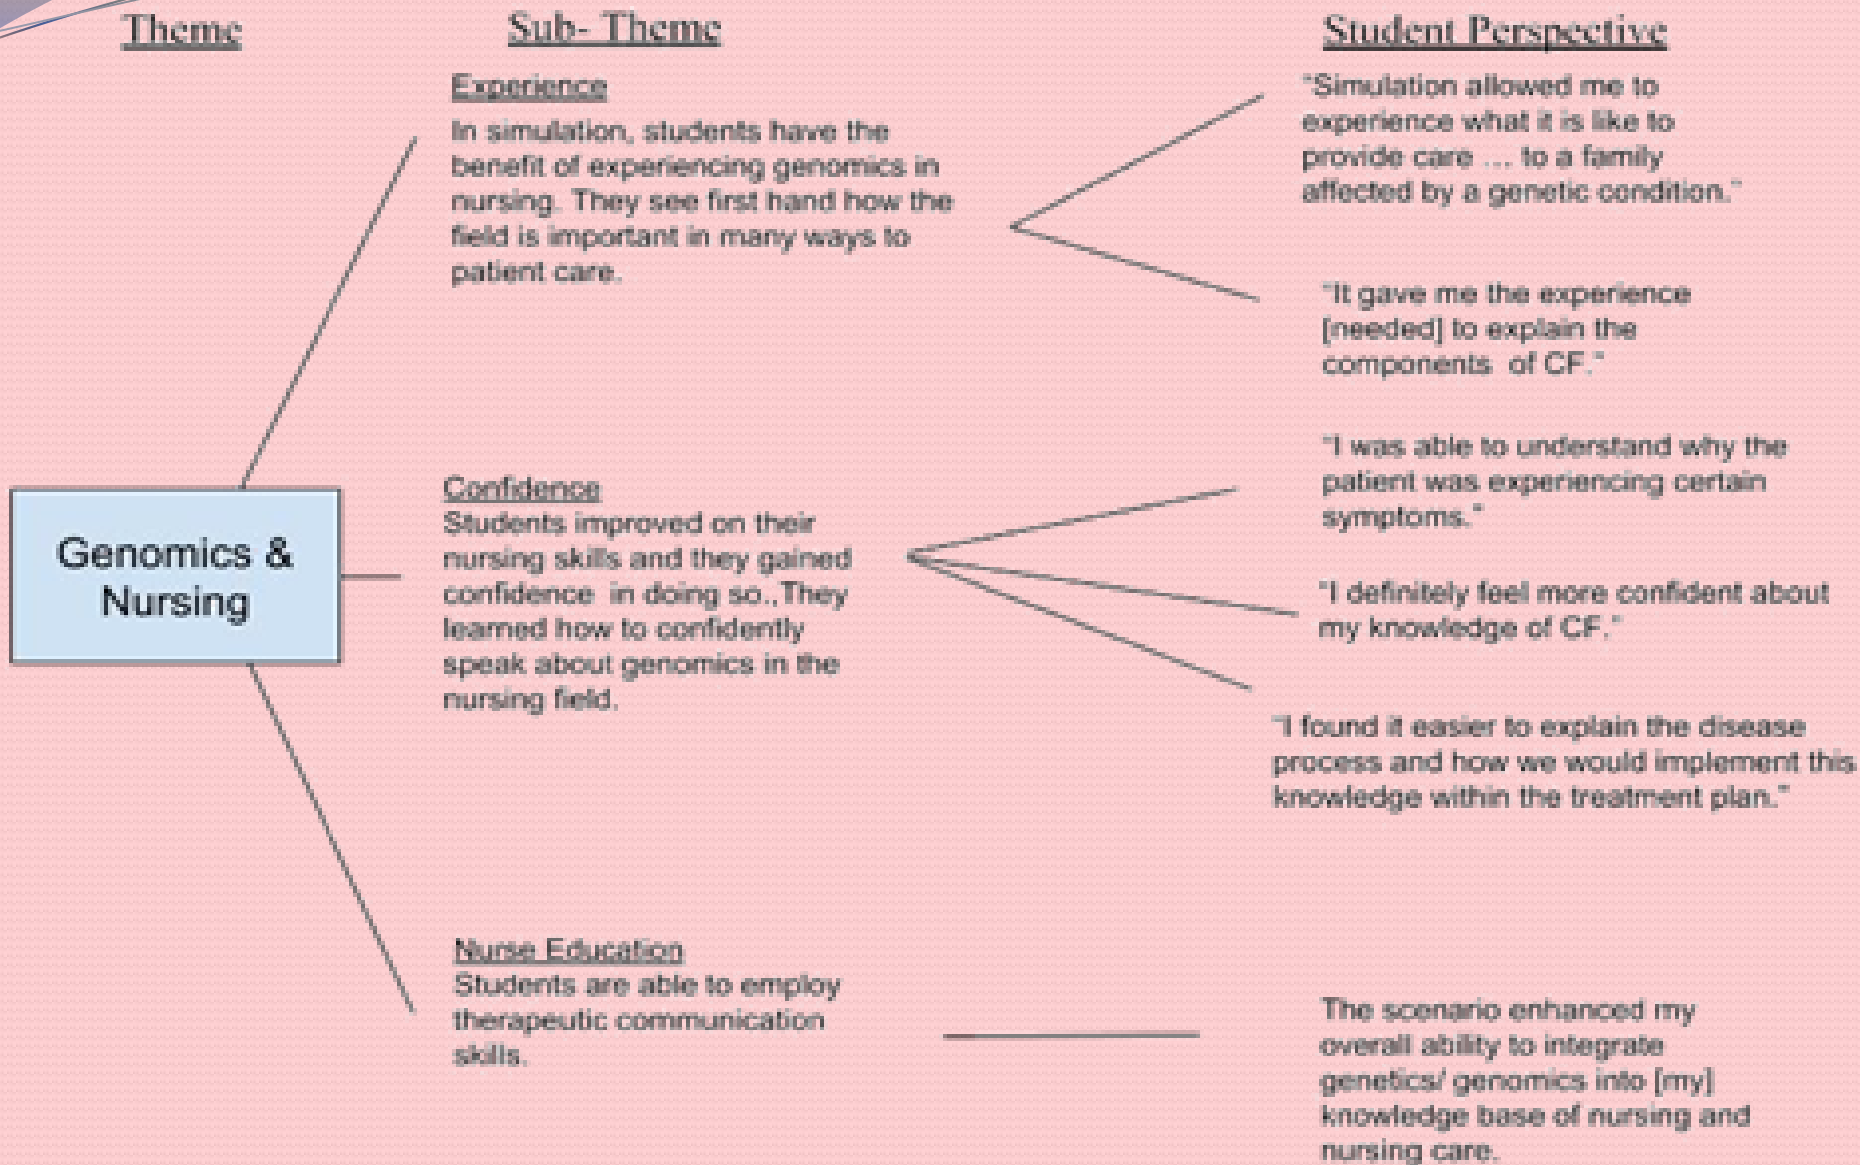 Theme
Sub- Theme
Student Perspective
Genomics &
Nursing
Experience
In simulation, students have the
benefit of experiencing genomics in
nursing. They see first hand how the
field is important in many ways to
patient care.
"Simulation allowed me to
experience what it is like to
provide care ... to a family
affected by a genetic condition."
"It gave me the experience
[needed] to explain the
components  of CF."
Confidence
Students improved on their
nursing skills and they gained
confidence  in doing so.,They
learned how to confidently
speak about genomics in the
nursing field.
"I was able to understand why the
patient was experiencing certain
symptoms."
"I definitely feel more confident about
my knowledge of CF."
"I found it easier to explain the disease
process and how we would implement this
knowledge within the treatment plan."
Nurse Education
Students are able to employ
therapeutic communication
skills.
The scenario enhanced my
overall ability to integrate
genetics/ genomics into [my]
knowledge base of nursing and
nursing care.